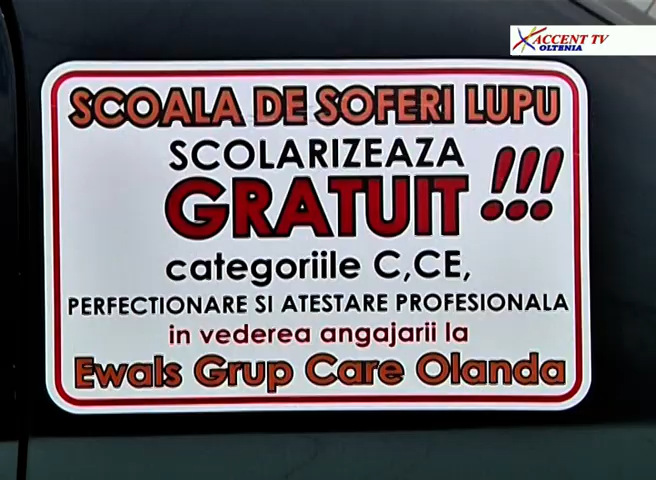 ACCENT TV
OLTENIA
SCOALA DE SOFERI LUPU
SCOLARIZEAZA
GRATUIT !!!
categoriile C,CE,
PERFECTIONARE SI ATESTARE PROFESIONALA
in vederea angajarii la
Ewals Grup Care Olanda